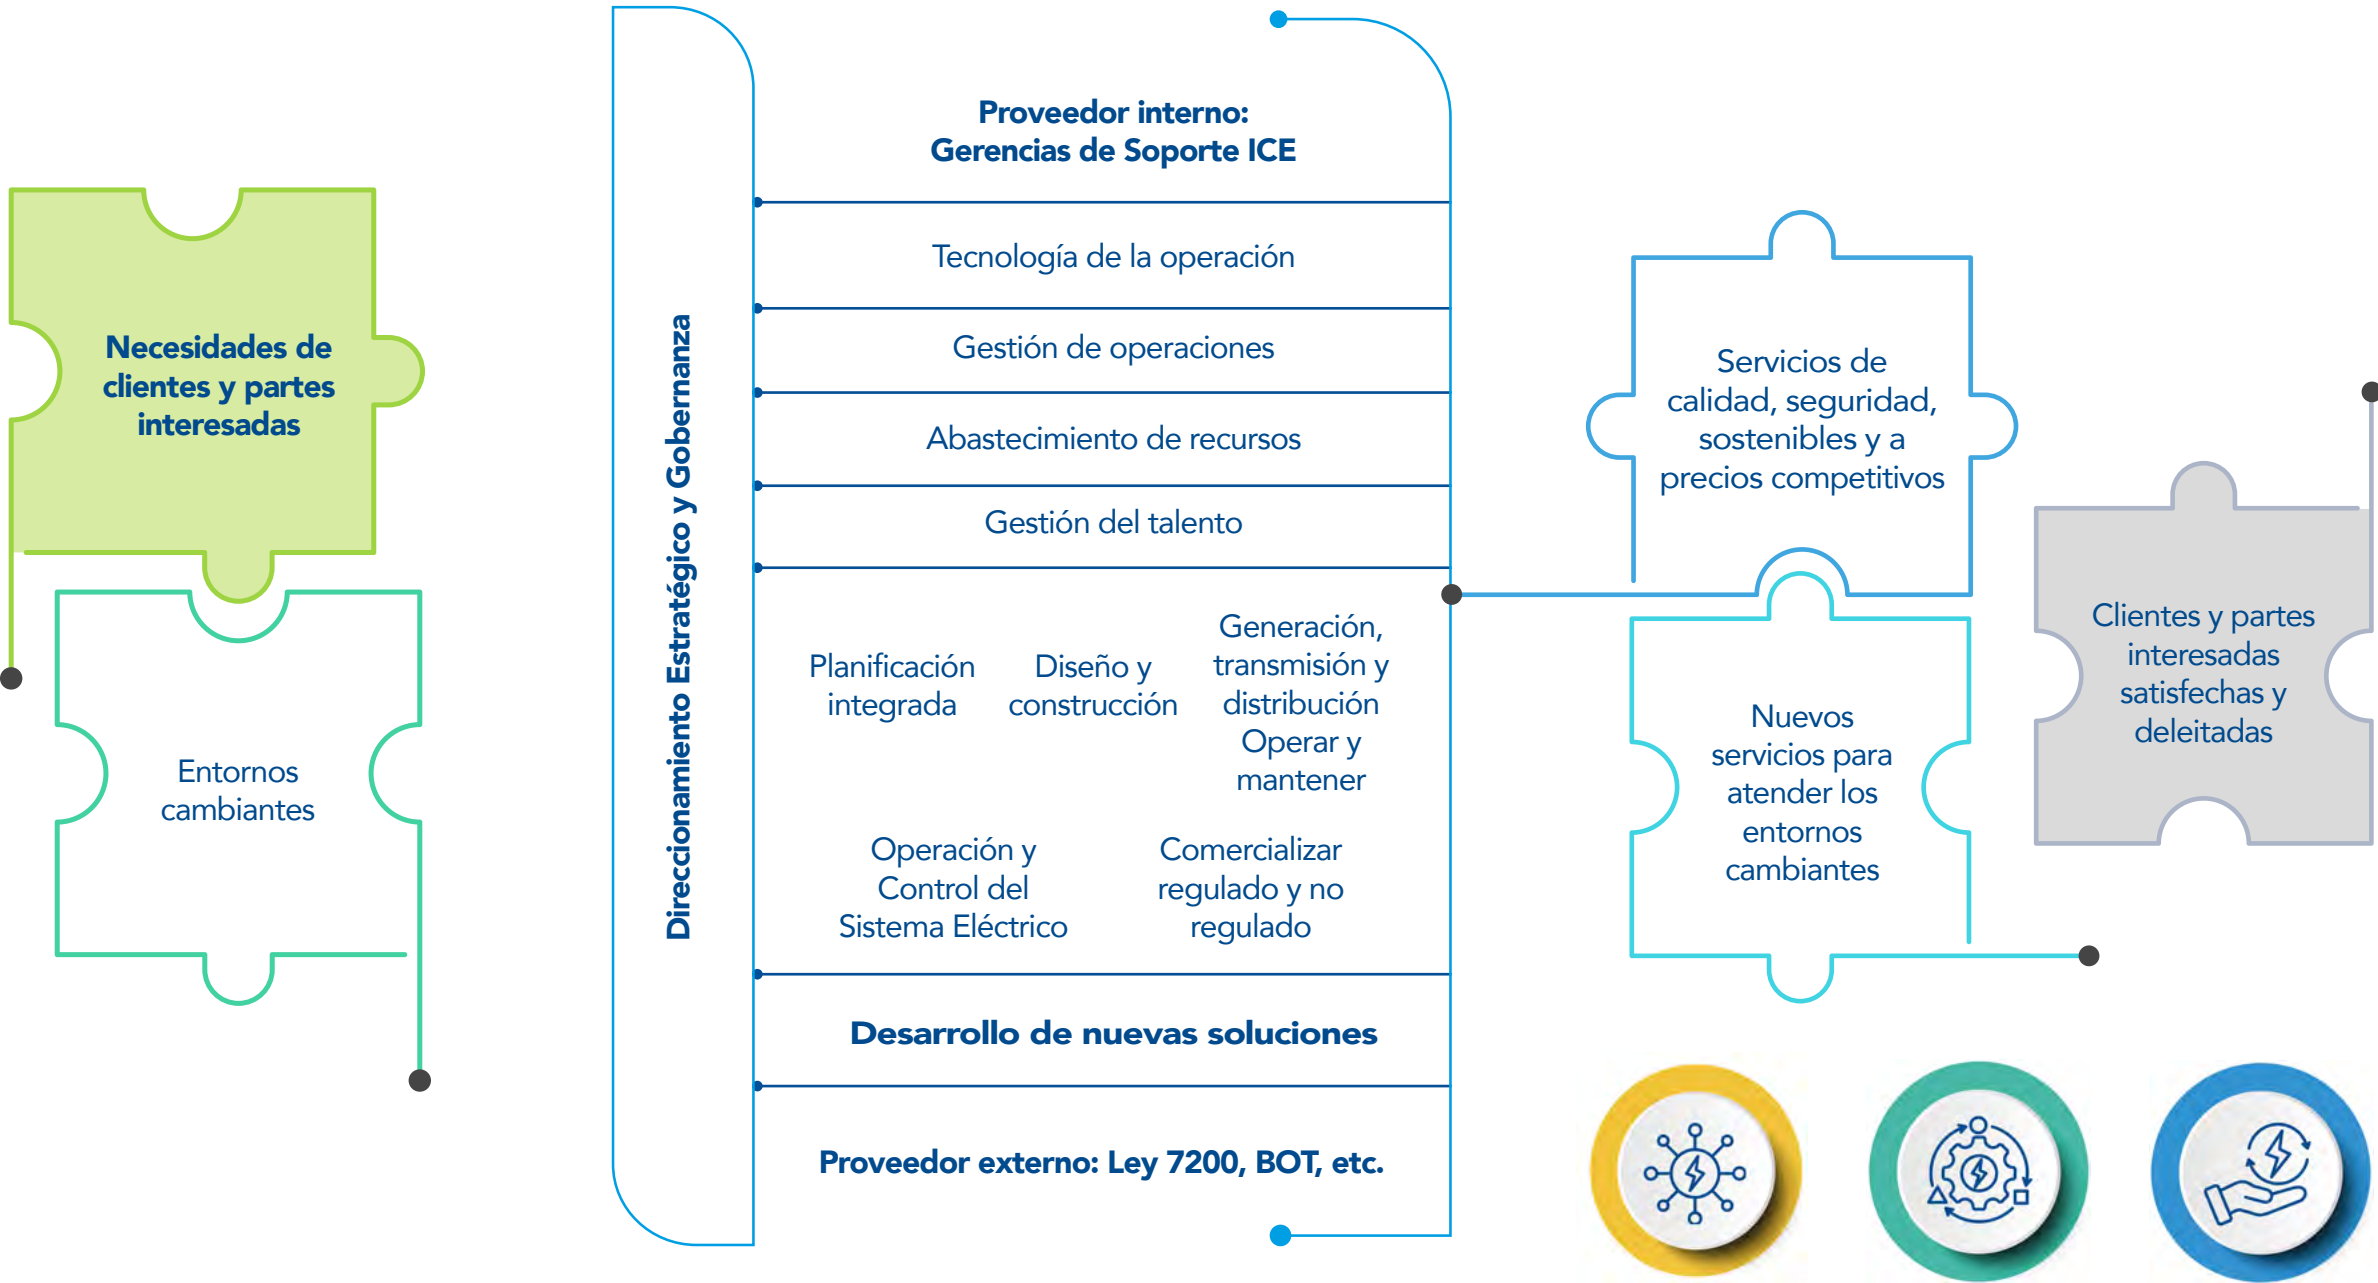 Necesidades de
clientes y partes
interesadas
Entornos
cambiantes
Direccionamiento Estratégico y Gobernanza
Proveedor interno:
Gerencias de Soporte ICE
Tecnología de la operación
Gestión de operaciones
Abastecimiento de recursos
Gestión del talento
Planificación
integrada
Diseño y
construcción
Generación,
transmisión y
distribución
Operar y
mantener
Operación y
Control del
Sistema Eléctrico
Comercializar
regulado y no
regulado
Desarrollo de nuevas soluciones
Proveedor externo: Ley 7200, BOT, etc.
Servicios de
calidad, seguridad,
sostenibles y a
precios competitivos
Nuevos
servicios para
atender los
entornos
cambiantes
Clientes y partes
interesadas
satisfechas y
deleitadas